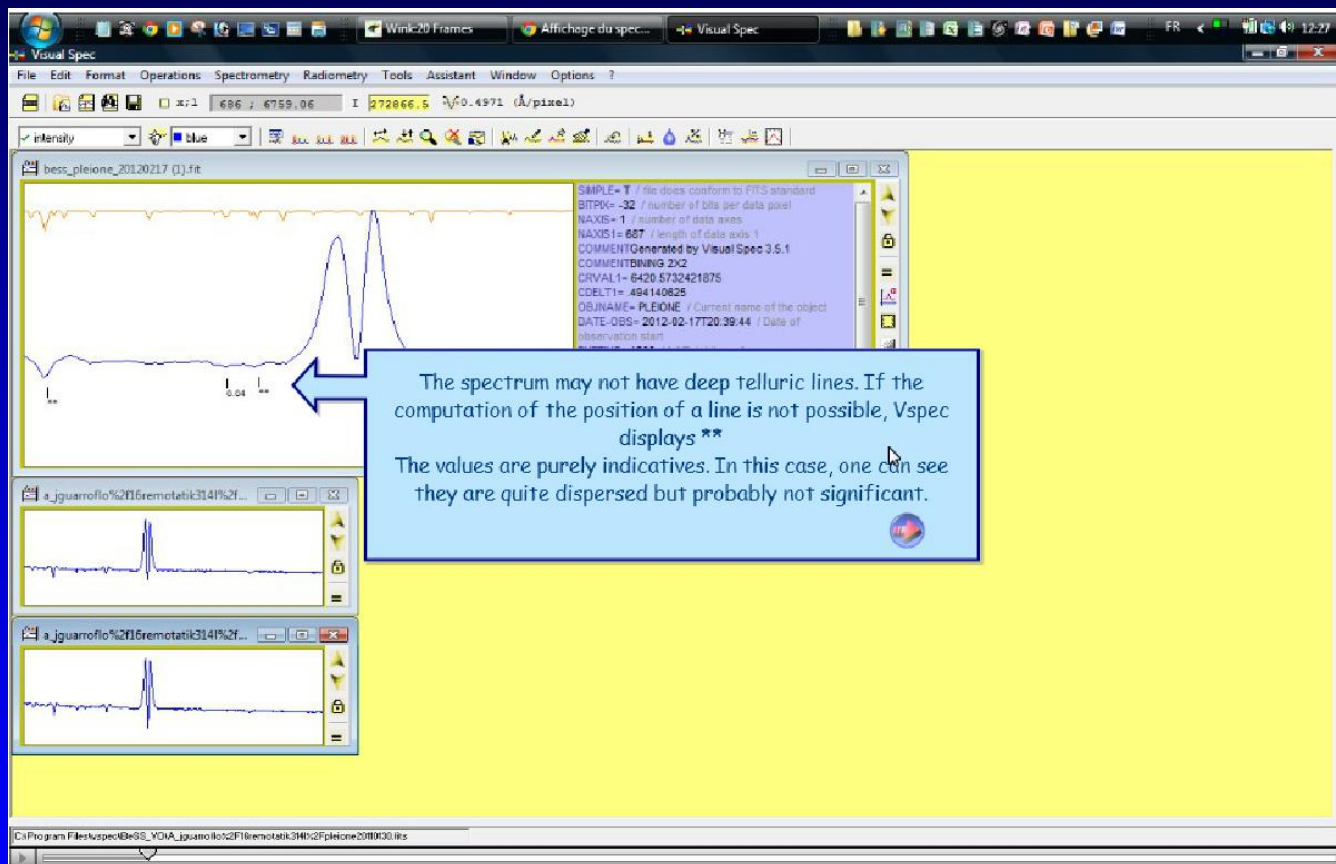 Wink-20 Frames
Affichage du spec...
Visual Spec
FR
12:27
Visual Spec
File Edit Format Operations Spectrometry Radiometry Tools Assistant Window Options ?
x;1 686 ; 6759.06 I 272866.5 0.4971 (Å/pixel)
intensity blue
bess_pleione_20120217 (1).fit
SIMPLE= T / file does conform to FITS standard
BITPIX= -32 / number of bits per data pixel
NAXIS= 1 / number of data axes
NAXIS1= 687 / length of data axis 1
COMMENTGenerated by Visual Spec 3.5.1
COMMENTBINING 2X2
CRVAL1= 6420.5732421875
CDELT1= .494140625
OBJNAME= PLEIONE / Current name of the object
DATE-OBS= 2012-02-17T20:39:44 / Date of
observation start
** 0.04 **
The spectrum may not have deep telluric lines. If the
computation of the position of a line is not possible, Vspec
displays **
The values are purely indicatives. In this case, one can see
they are quite dispersed but probably not significant.
a_jguarroflo%2f16remotatik314l%2f...
a_jguarroflo%2f16remotatik314l%2f...